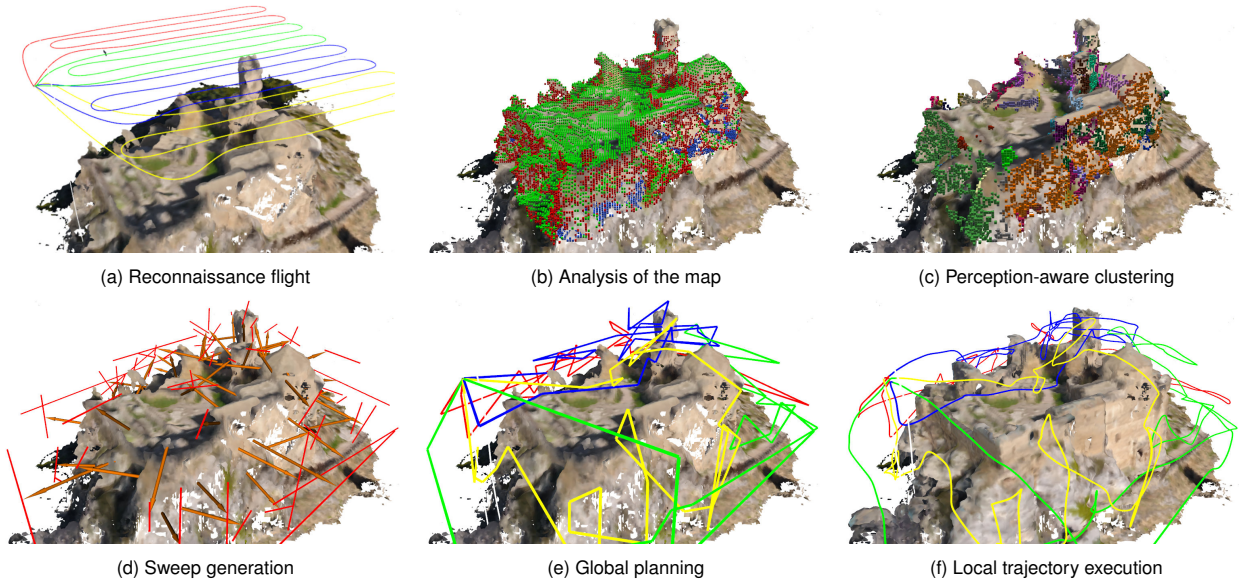 (a) Reconnaissance flight
(b) Analysis of the map
(c) Perception-aware clustering
(d) Sweep generation
(e) Global planning
(f) Local trajectory execution